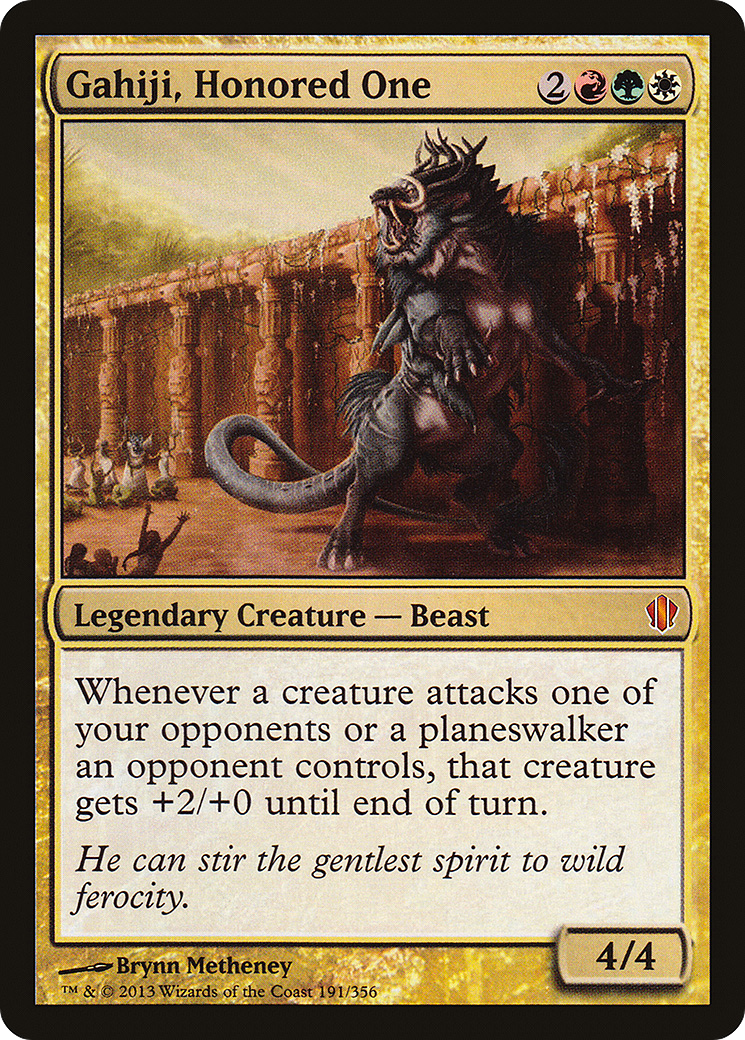 Gahiji, Honored One 2
Legendary Creature — Beast
Whenever a creature attacks one of
your opponents or a planeswalker
an opponent controls, that creature
gets +2/+0 until end of turn.
He can stir the gentlest spirit to wild
ferocity.
4/4
Brynn Metheney
™ & © 2013 Wizards of the Coast 191/356